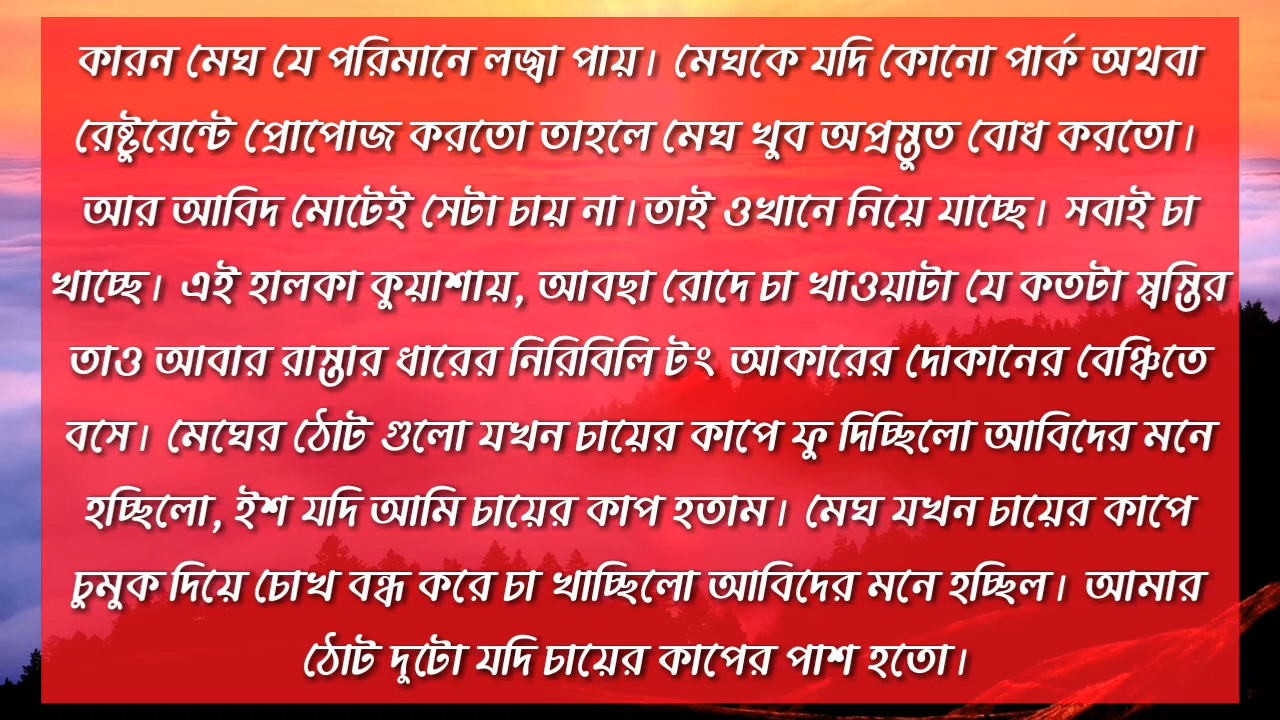 কারন মেঘ যে পরিমানে লজ্বা পায়। মেঘকে যদি কোনো পার্ক অথবা
রেষ্টুরেন্টে প্রোপোজ করতো তাহলে মেঘ খুব অপ্রস্তুত বোধ করতো।
আর আবিদ মোটেই সেটা চায় না।তাই ওখানে নিয়ে যাচ্ছে। সবাই চা
খাচ্ছে। এই হালকা কুয়াশায়, আবছা রোদে চা খাওয়াটা যে কতটা স্বস্তির
তাও আবার রাস্তার ধারের নিরিবিলি টং আকারের দোকানের বেঞ্চিতে
বসে। মেঘের ঠোট গুলো যখন চায়ের কাপে ফু দিচ্ছিলো আবিদের মনে
হচ্ছিলো, ইশ যদি আমি চায়ের কাপ হতাম। মেঘ যখন চায়ের কাপে
চুমুক দিয়ে চোখ বন্ধ করে চা খাচ্ছিলো আবিদের মনে হচ্ছিল। আমার
ঠোট দুটো যদি চায়ের কাপের পাশ হতো।